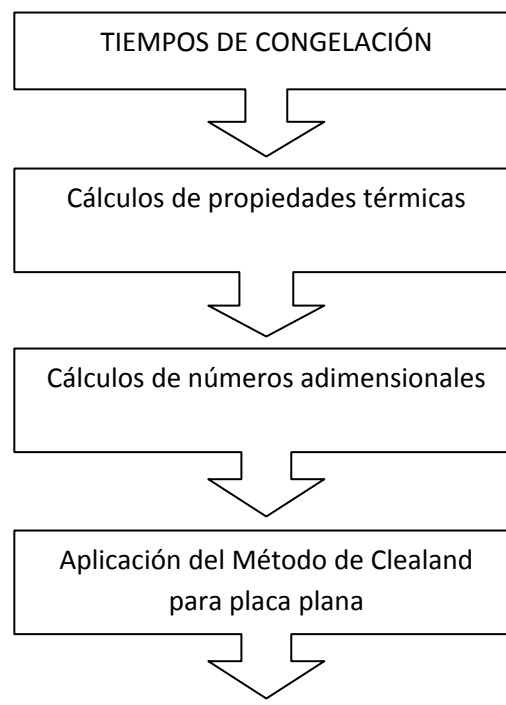 TIEMPOS DE CONGELACIÓN
Cálculos de propiedades térmicas
Cálculos de números adimensionales
Aplicación del Método de Clealand
para placa plana